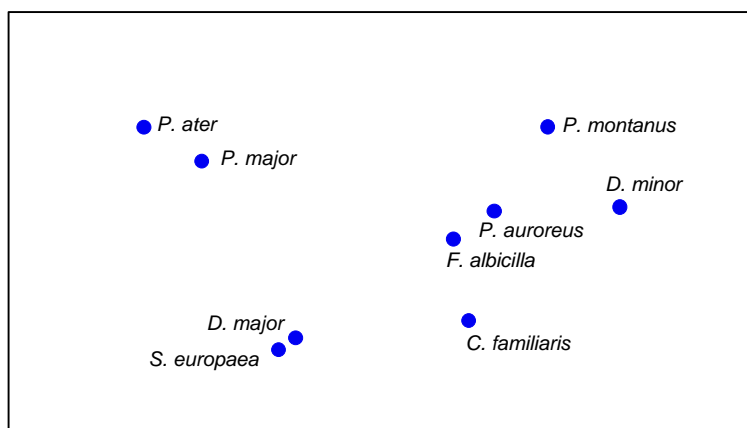 P. ater
P. montanus
P. major
D. minor
P. auroreus
F. albicilla
D. major
C. familiaris
S. europaea